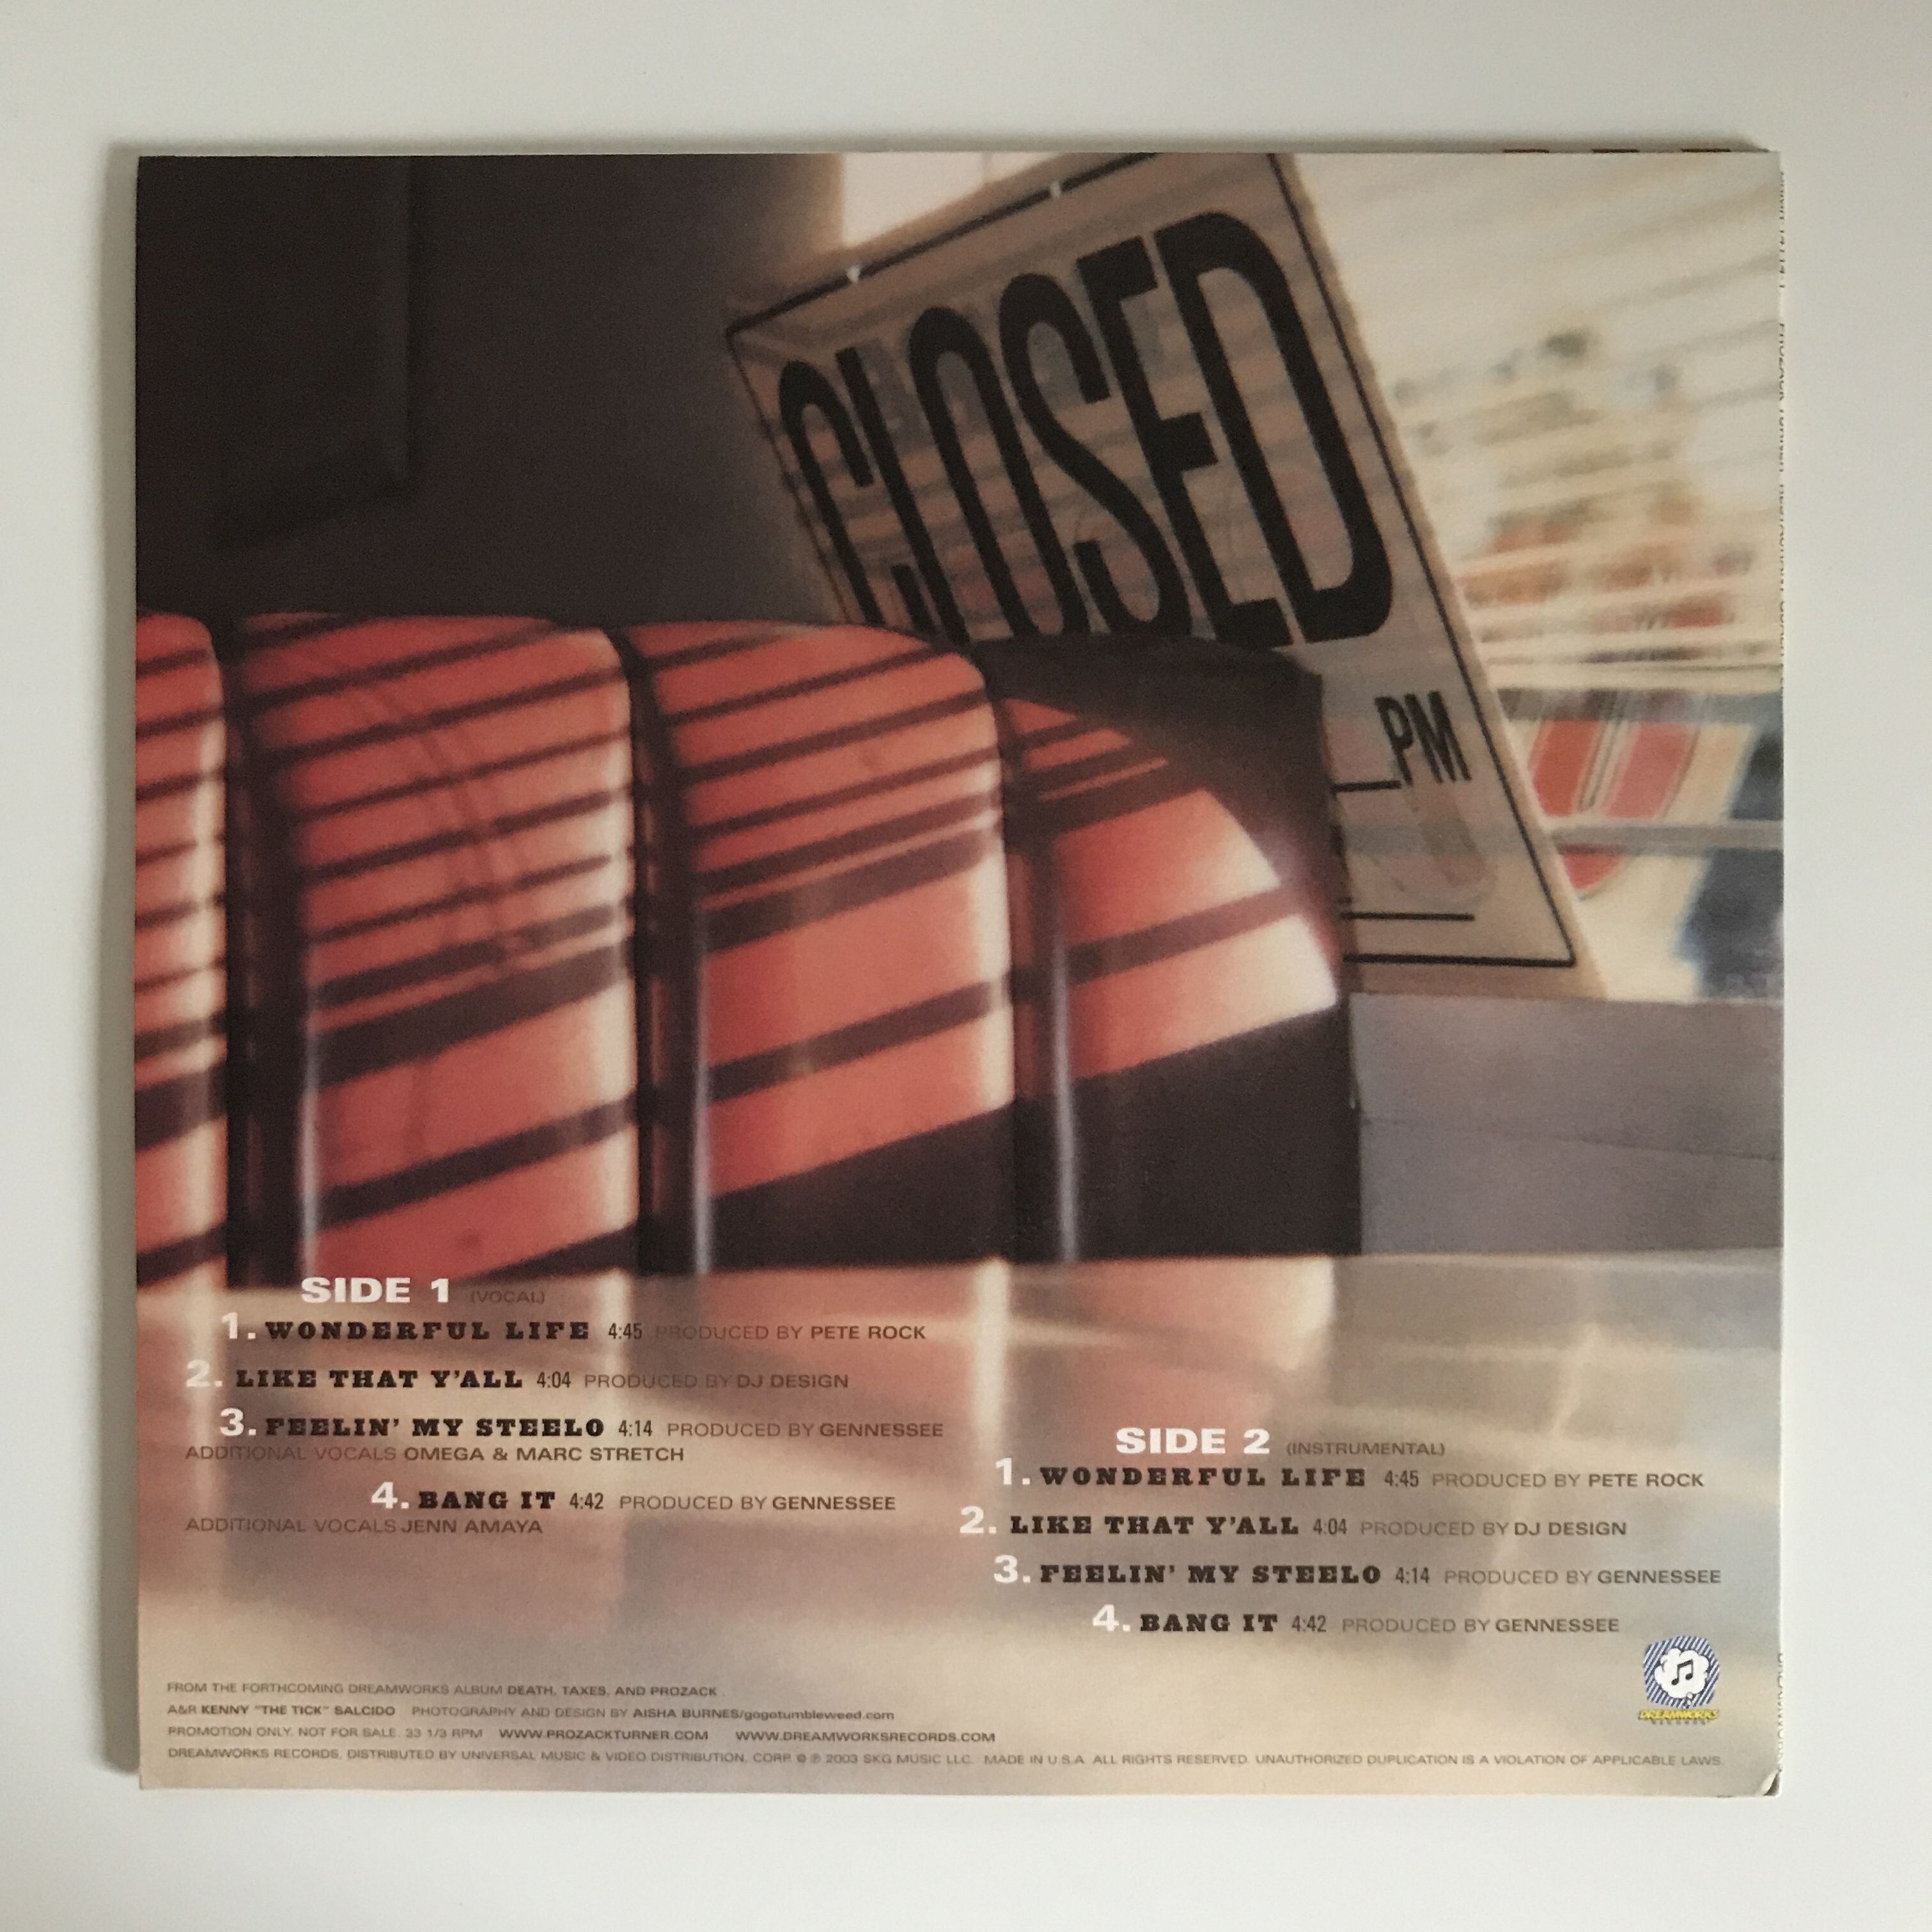 CLOSED
PM
SIDE 1 (VOCAL)
1. WONDERFUL LIFE 4:45 PRODUCED BY PETE ROCK
2. LIKE THAT Y'ALL 4:04 PRODUCED BY DJ DESIGN
3. FEELIN' MY STEELO 4:14 PRODUCED BY GENNESSEE
ADDITIONAL VOCALS OMEGA & MARC STRETCH
4. BANG IT 4:42 PRODUCED BY GENNESSEE
ADDITIONAL VOCALS JENN AMAYA
SIDE 2 (INSTRUMENTAL)
1. WONDERFUL LIFE 4:45 PRODUCED BY PETE ROCK
2. LIKE THAT Y'ALL 4:04 PRODUCED BY DJ DESIGN
3. FEELIN' MY STEELO 4:14 PRODUCED BY GENNESSEE
4. BANG IT 4:42 PRODUCED BY GENNESSEE
DREAMWORKS
RECORDS
FROM THE FORTHCOMING DREAMWORKS ALBUM DEATH, TAXES, AND PROZACK
A&R KENNY "THE TICK" SALCIDO PHOTOGRAPHY AND DESIGN BY AISHA BURNES/gogotumbleweed.com
PROMOTION ONLY. NOT FOR SALE. 33 1/3 RPM WWW.PROZACKTURNER.COM WWW.DREAMWORKSRECORDS.COM
DREAMWORKS RECORDS, DISTRIBUTED BY UNIVERSAL MUSIC & VIDEO DISTRIBUTION, CORP. © ℗ 2003 SKG MUSIC LLC. MADE IN U.S.A. ALL RIGHTS RESERVED. UNAUTHORIZED DUPLICATION IS A VIOLATION OF APPLICABLE LAWS.